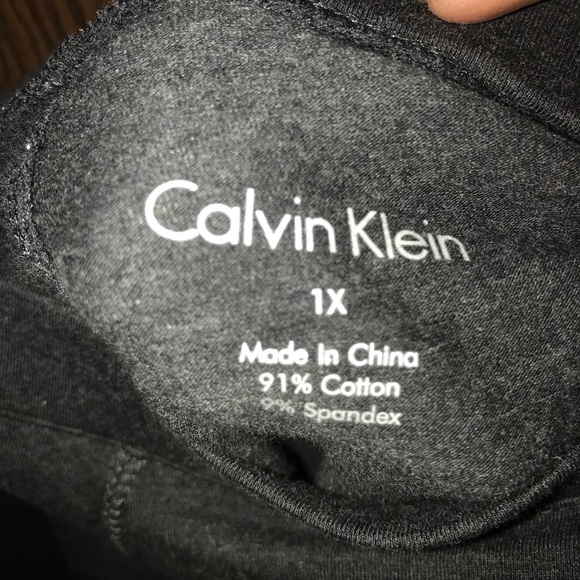 Calvin Klein
1X
Made In China
91% Cotton
9% Spandex